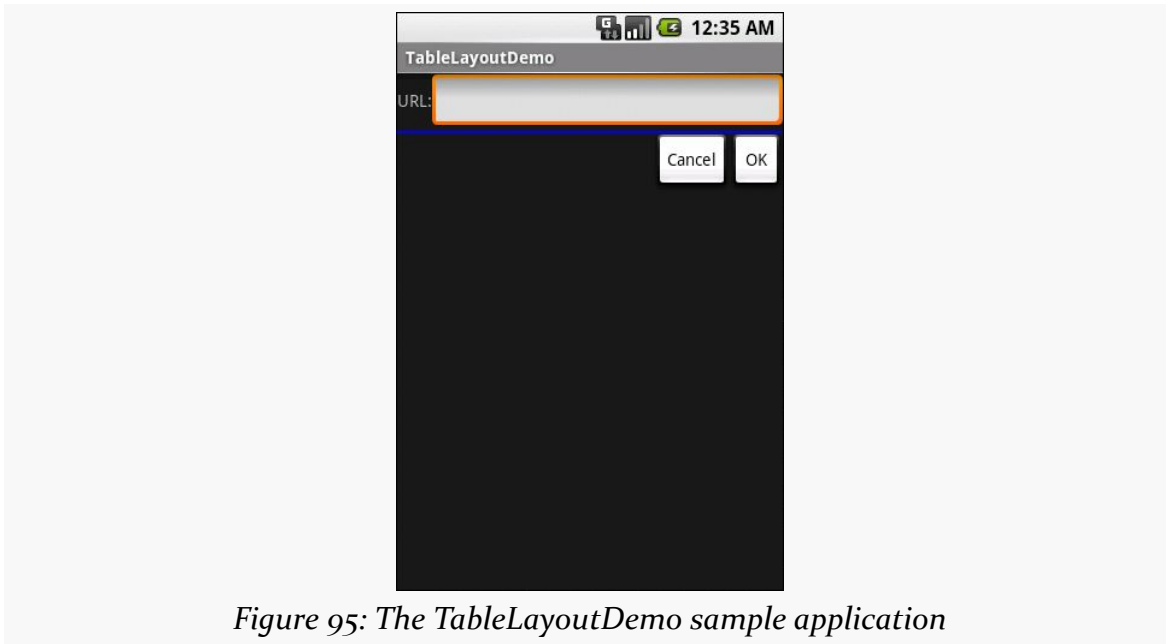 G
12:35 AM
TableLayoutDemo
URL:
Cancel
OK
Figure 95: The TableLayoutDemo sample application